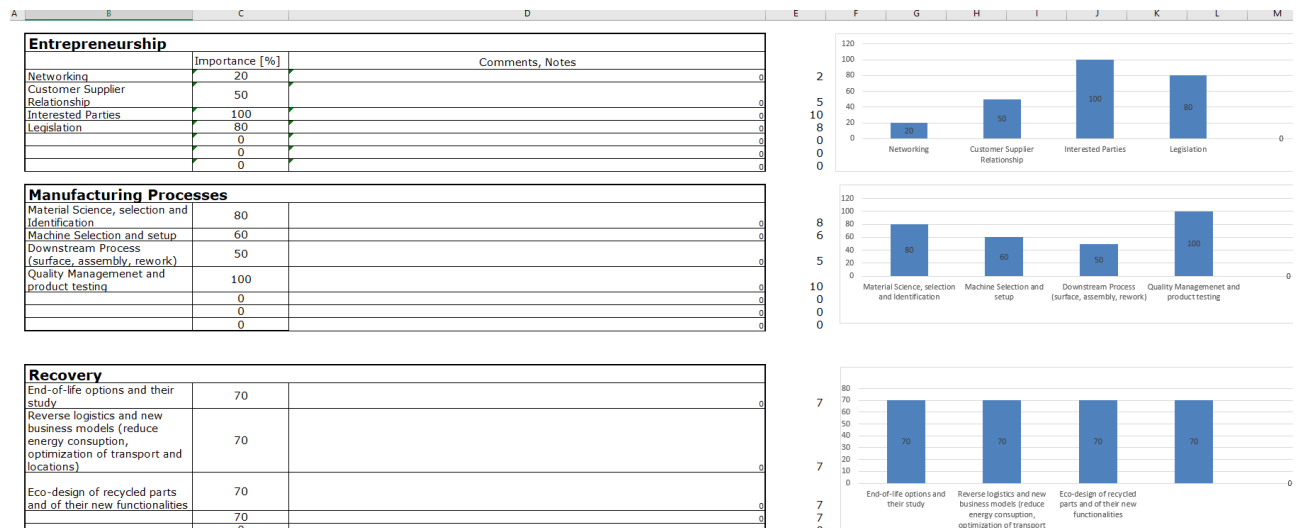 A B C D E F G H I J K L M
Entrepreneurship
Importance [%] Comments, Notes
Networking 20 0 2
Customer Supplier
Relationship 50 0 5
Interested Parties 100 0 10
Legislation 80 0 8
0 0 0
0 0 0
0 0 0
120
100
80
60
40
20
0
20 50 100 80 0
Networking Customer Supplier Interested Parties Legislation
Relationship
Manufacturing Processes
Material Science, selection and
Identification 80 0 8
Machine Selection and setup 60 0 6
Downstream Process
(surface, assembly, rework) 50 0 5
Quality Managemenet and
product testing 100 0 10
0 0 0
0 0 0
0 0 0
120
100
80
60
40
20
0
80 60 50 100 0
Material Science, selection Machine Selection and Downstream Process Quality Managemenet and
and Identification setup (surface, assembly, rework) product testing
Recovery
End-of-life options and their
study 70 0 7
Reverse logistics and new
business models (reduce
energy consuption, 70
optimization of transport and
locations) 0 7
Eco-design of recycled parts 70
and of their new functionalities 0 7
70 0 7
80
70
60
50
40
30
20
10
0
70 70 70 70 0
End-of-life options and Reverse logistics and new Eco-design of recycled
their study business models (reduce parts and of their new
energy consuption, functionalities
optimization of transport